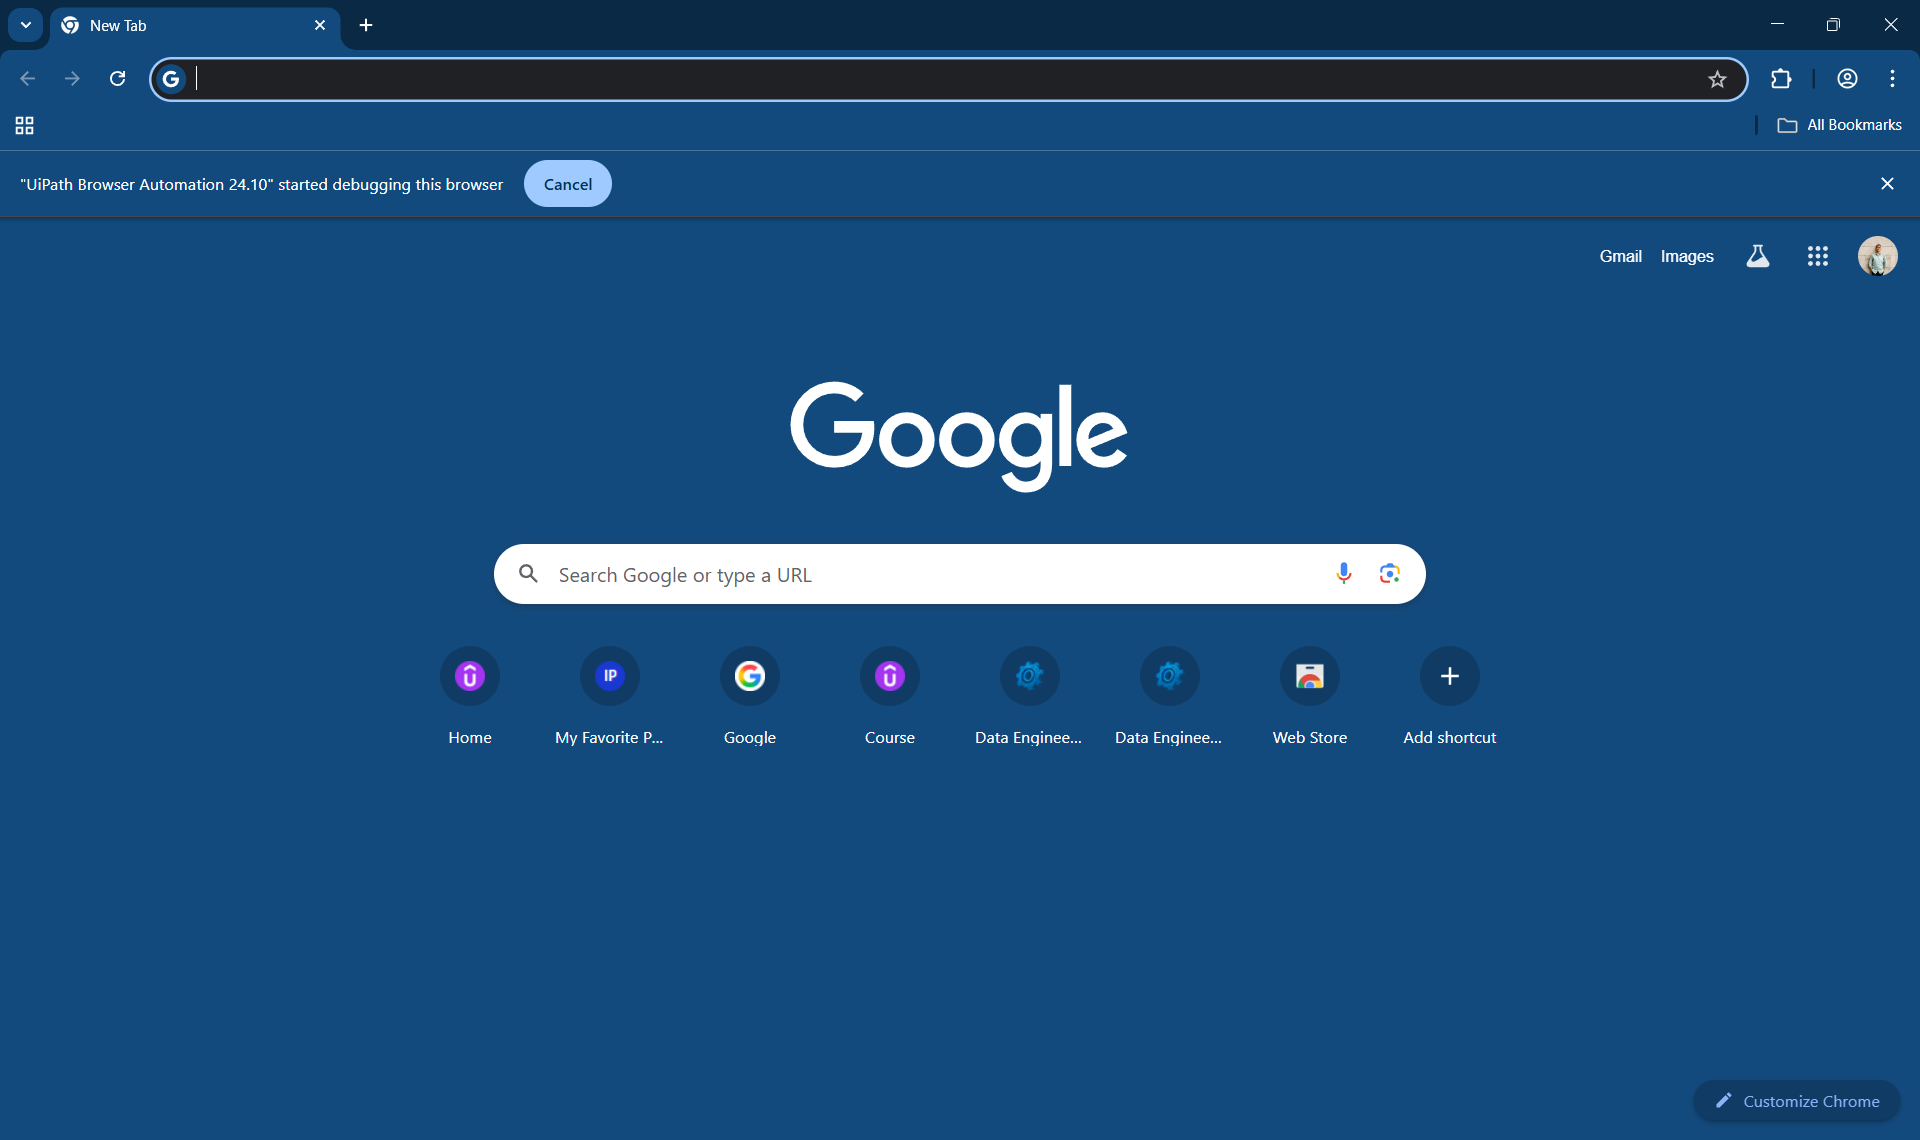 New Tab
All Bookmarks
"UiPath Browser Automation 24.10" started debugging this browser
Cancel
Gmail
Images
Google
Search Google or type a URL
Home
IP
My Favorite P...
Google
Course
Data Enginee...
Data Enginee...
Web Store
Add shortcut
Customize Chrome